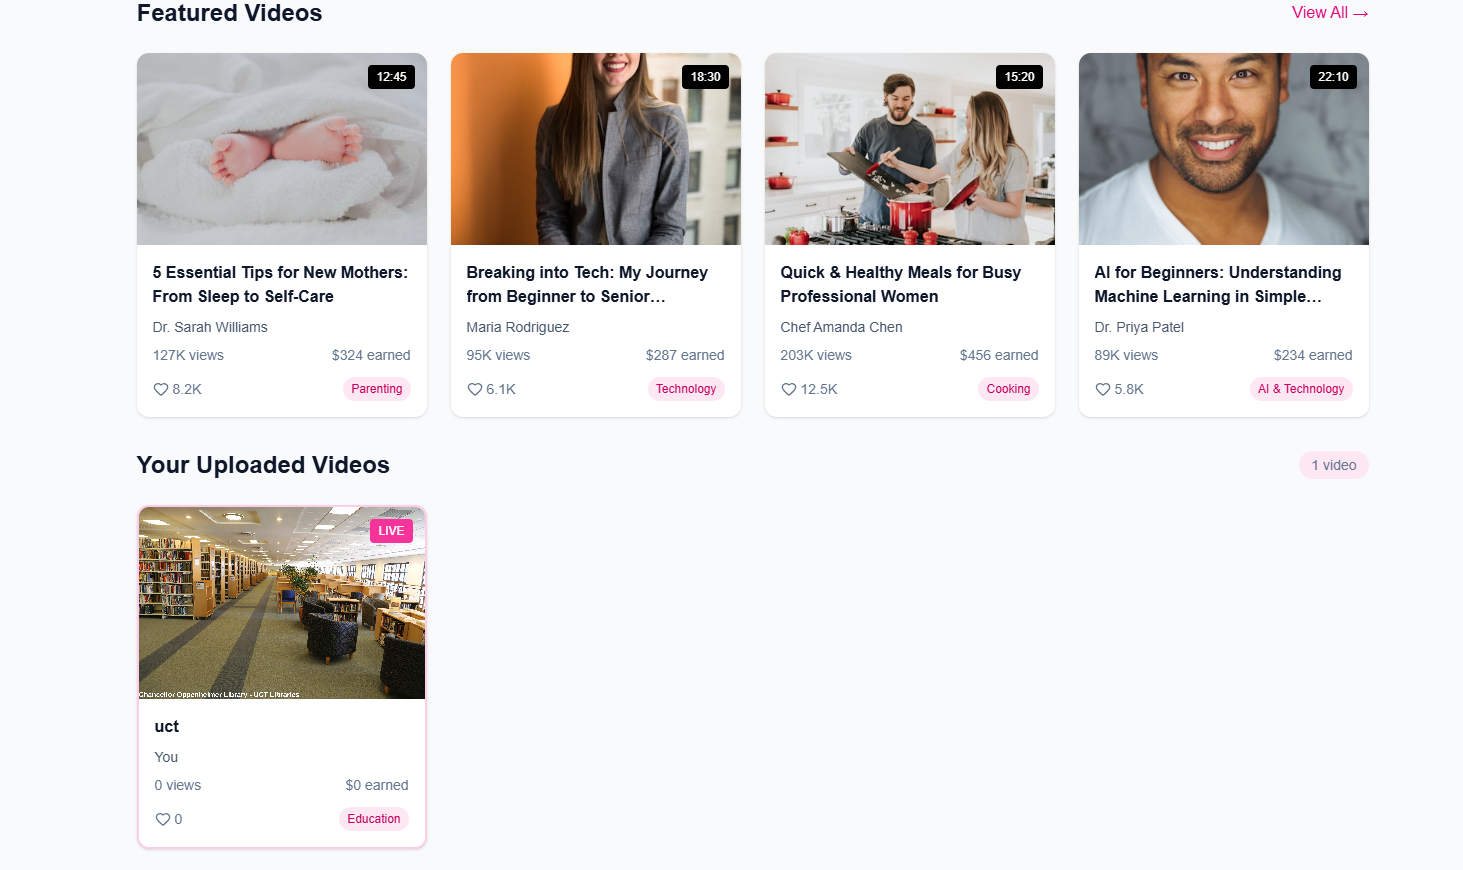 Featured Videos
View All →
12:45
18:30
15:20
22:10
5 Essential Tips for New Mothers:
From Sleep to Self-Care
Dr. Sarah Williams
127K views
$324 earned
8.2K
Parenting
Breaking into Tech: My Journey
from Beginner to Senior...
Maria Rodriguez
95K views
$287 earned
6.1K
Technology
Quick & Healthy Meals for Busy
Professional Women
Chef Amanda Chen
203K views
$456 earned
12.5K
Cooking
AI for Beginners: Understanding
Machine Learning in Simple...
Dr. Priya Patel
89K views
$234 earned
5.8K
AI & Technology
Your Uploaded Videos
1 video
LIVE
Chancellor Oppenheimer Library - UCT Libraries
uct
You
0 views
$0 earned
0
Education